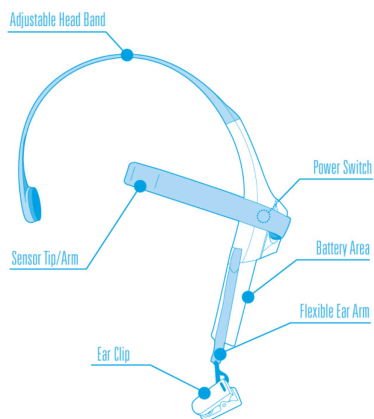 Adjustable Head Band
Power Switch
Sensor Tip/Arm
Battery Area
Flexible Ear Arm
Ear Clip